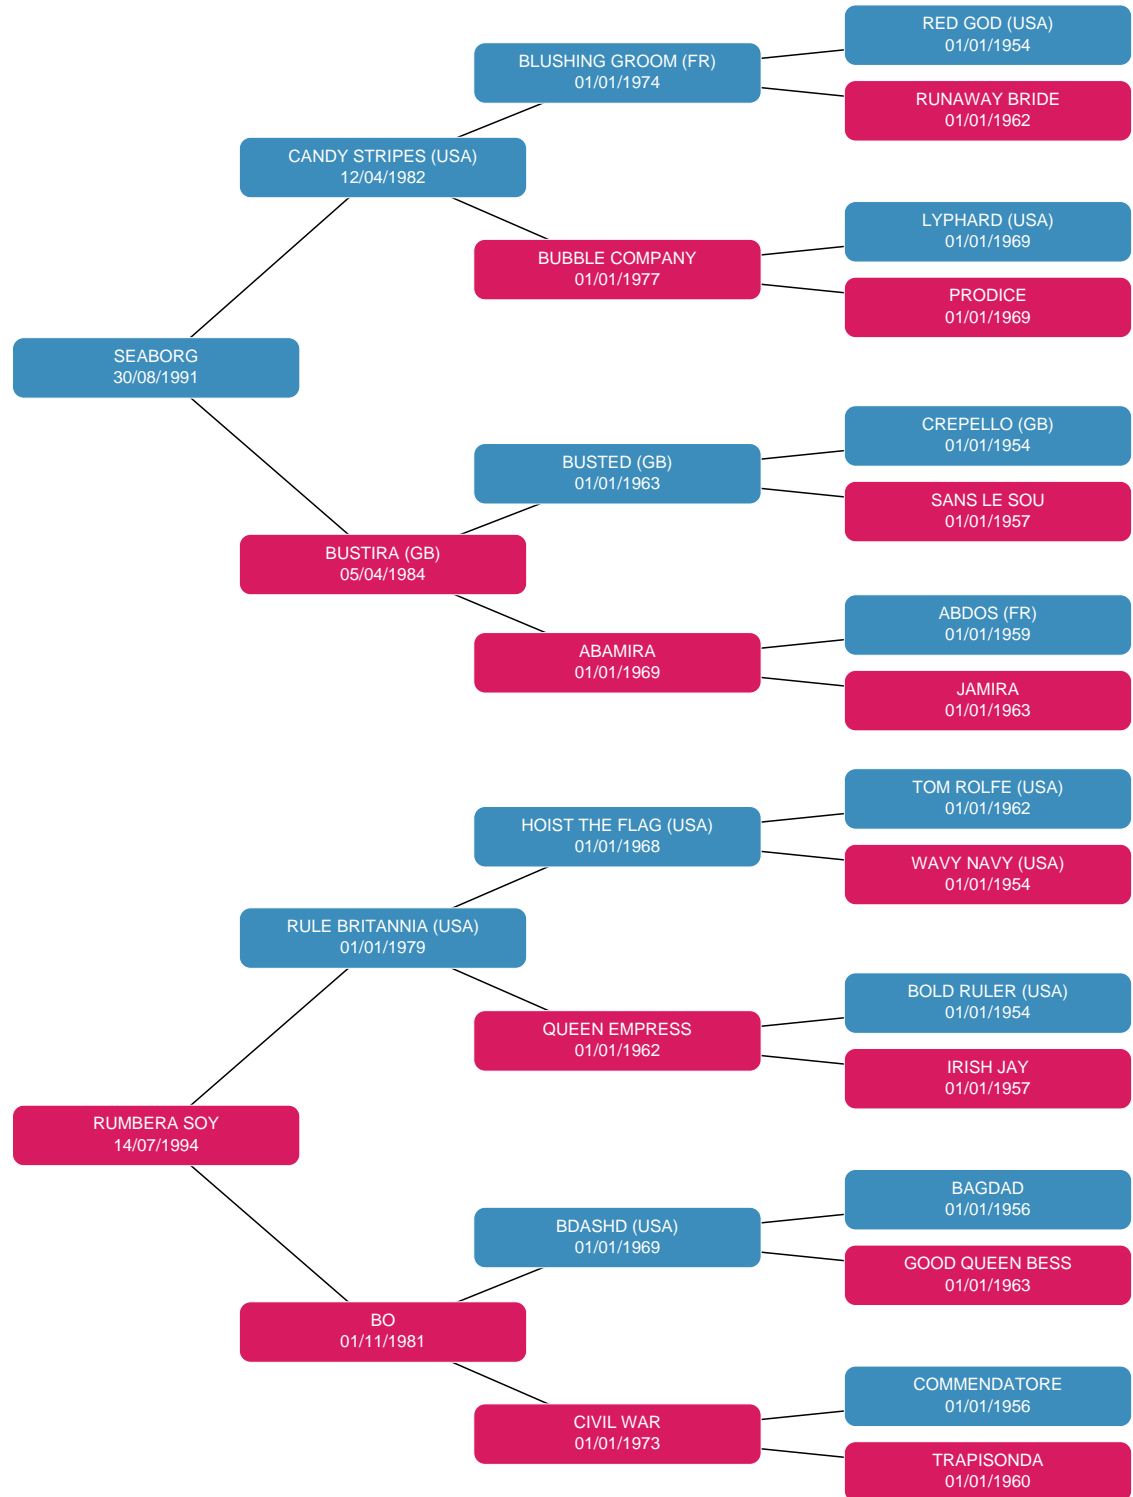 RED GOD (USA)
01/01/1954
BLUSHING GROOM (FR)
01/01/1974
RUNAWAY BRIDE
01/01/1962
CANDY STRIPES (USA)
12/04/1982
LYPHARD (USA)
01/01/1969
BUBBLE COMPANY
01/01/1977
PRODICE
01/01/1969
SEABORG
30/08/1991
CREPELLO (GB)
01/01/1954
BUSTED (GB)
01/01/1963
SANS LE SOU
01/01/1957
BUSTIRA (GB)
05/04/1984
ABDOS (FR)
01/01/1959
ABAMIRA
01/01/1969
JAMIRA
01/01/1963
TOM ROLFE (USA)
01/01/1962
HOIST THE FLAG (USA)
01/01/1968
WAVY NAVY (USA)
01/01/1954
RULE BRITANNIA (USA)
01/01/1979
BOLD RULER (USA)
01/01/1954
QUEEN EMPRESS
01/01/1962
IRISH JAY
01/01/1957
RUMBERA SOY
14/07/1994
BAGDAD
01/01/1956
BDASHD (USA)
01/01/1969
GOOD QUEEN BESS
01/01/1963
BO
01/11/1981
COMMENDATORE
01/01/1956
CIVIL WAR
01/01/1973
TRAPISONDA
01/01/1960